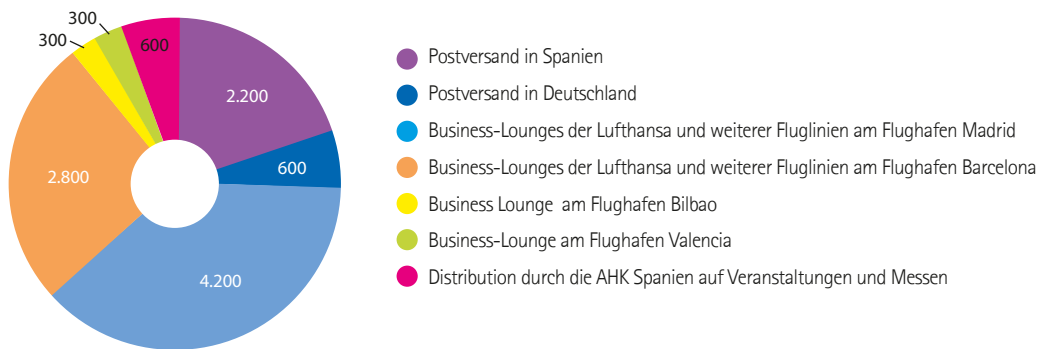 300
300
600
2.200
600
4.200
2.800
Postversand in Spanien
Postversand in Deutschland
Business-Lounges der Lufthansa und weiterer Fluglinien am Flughafen Madrid
Business-Lounges der Lufthansa und weiterer Fluglinien am Flughafen Barcelona
Business Lounge am Flughafen Bilbao
Business-Lounge am Flughafen Valencia
Distribution durch die AHK Spanien auf Veranstaltungen und Messen